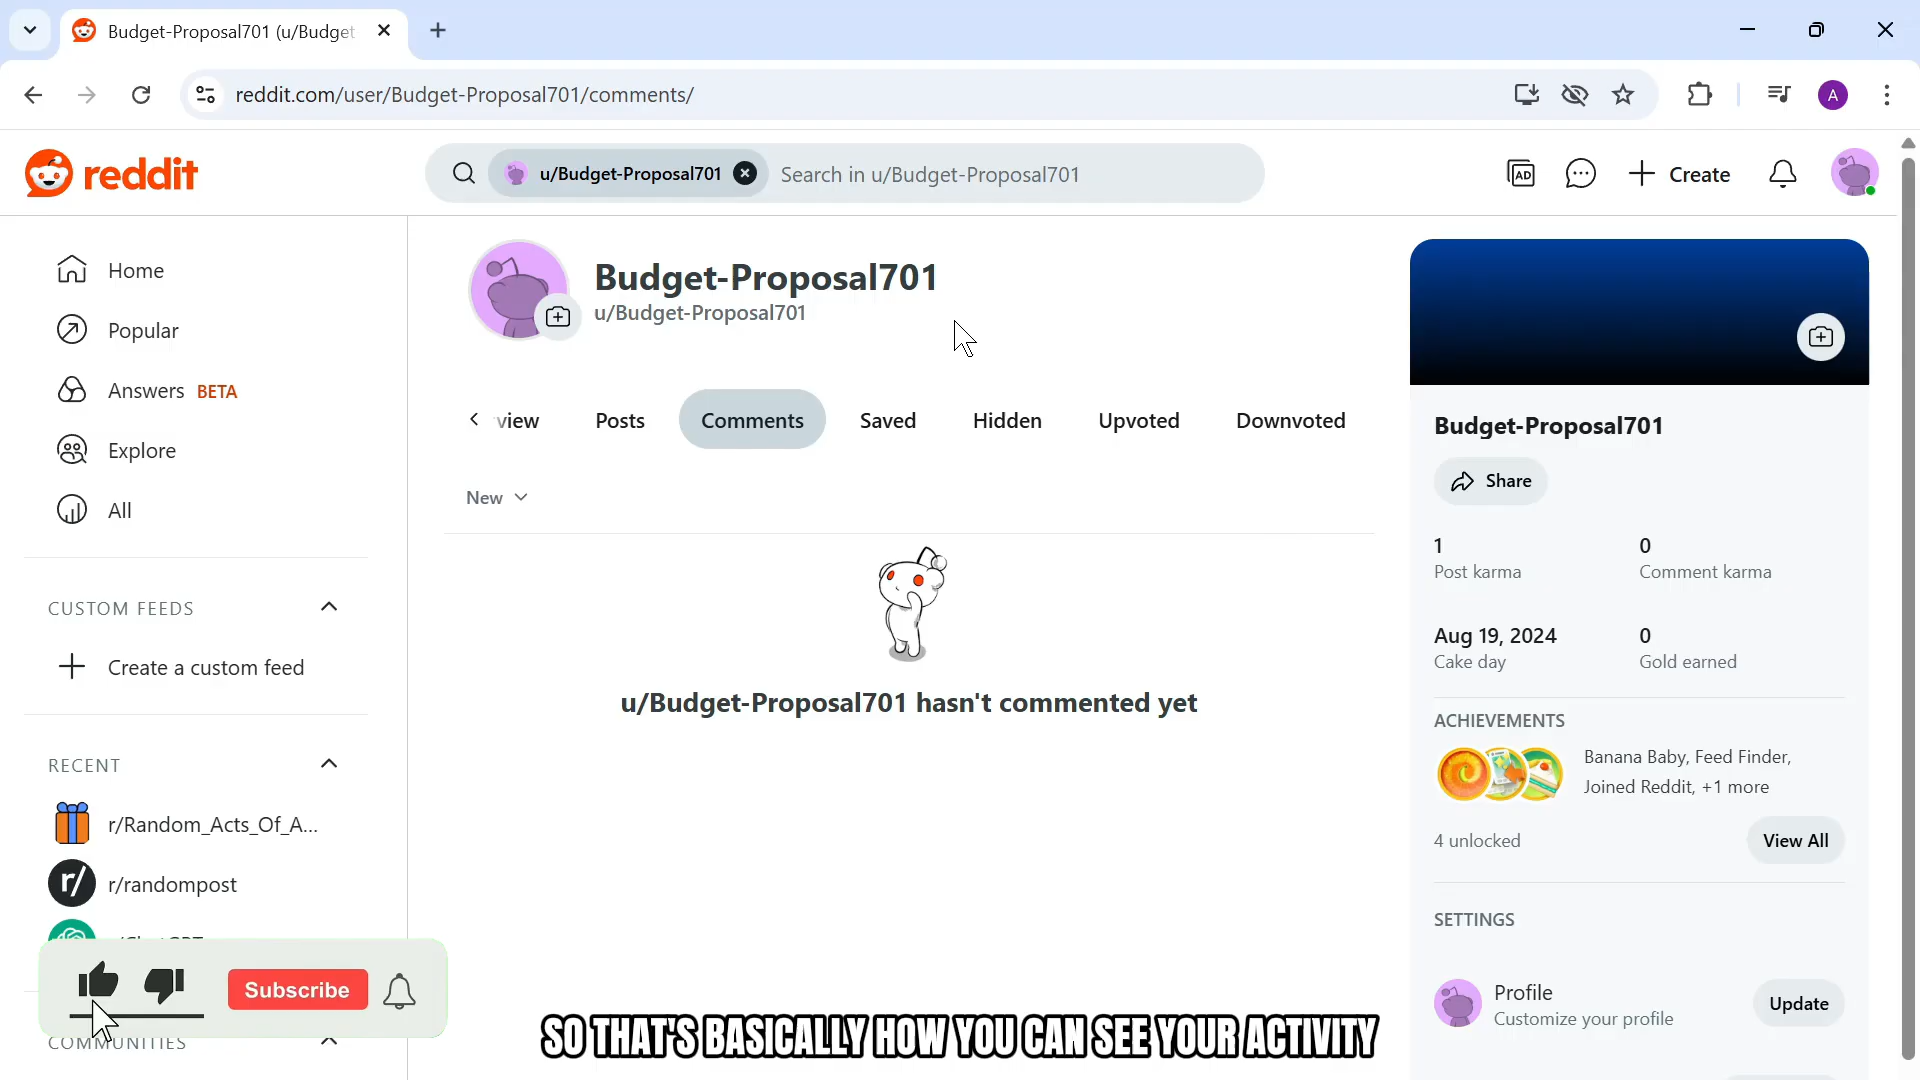 Budget-Proposal701 (u/Budget
reddit.com/user/Budget-Proposal701/comments/
A
reddit
u/Budget-Proposal701
Search in u/Budget-Proposal701
AD
Create
Home
Popular
Answers BETA
Explore
All
CUSTOM FEEDS
Create a custom feed
RECENT
r/Random_Acts_Of_A...
r/
r/randompost
COMMUNITIES
Subscribe
Budget-Proposal701
u/Budget-Proposal701
view
Posts
Comments
Saved
Hidden
Upvoted
Downvoted
New
u/Budget-Proposal701 hasn't commented yet
Budget-Proposal701
Share
1
Post karma
0
Comment karma
Aug 19, 2024
Cake day
0
Gold earned
ACHIEVEMENTS
Banana Baby, Feed Finder,
Joined Reddit, +1 more
4 unlocked
View All
SETTINGS
Profile
Customize your profile
Update
SO THAT'S BASICALLY HOW YOU CAN SEE YOUR ACTIVITY